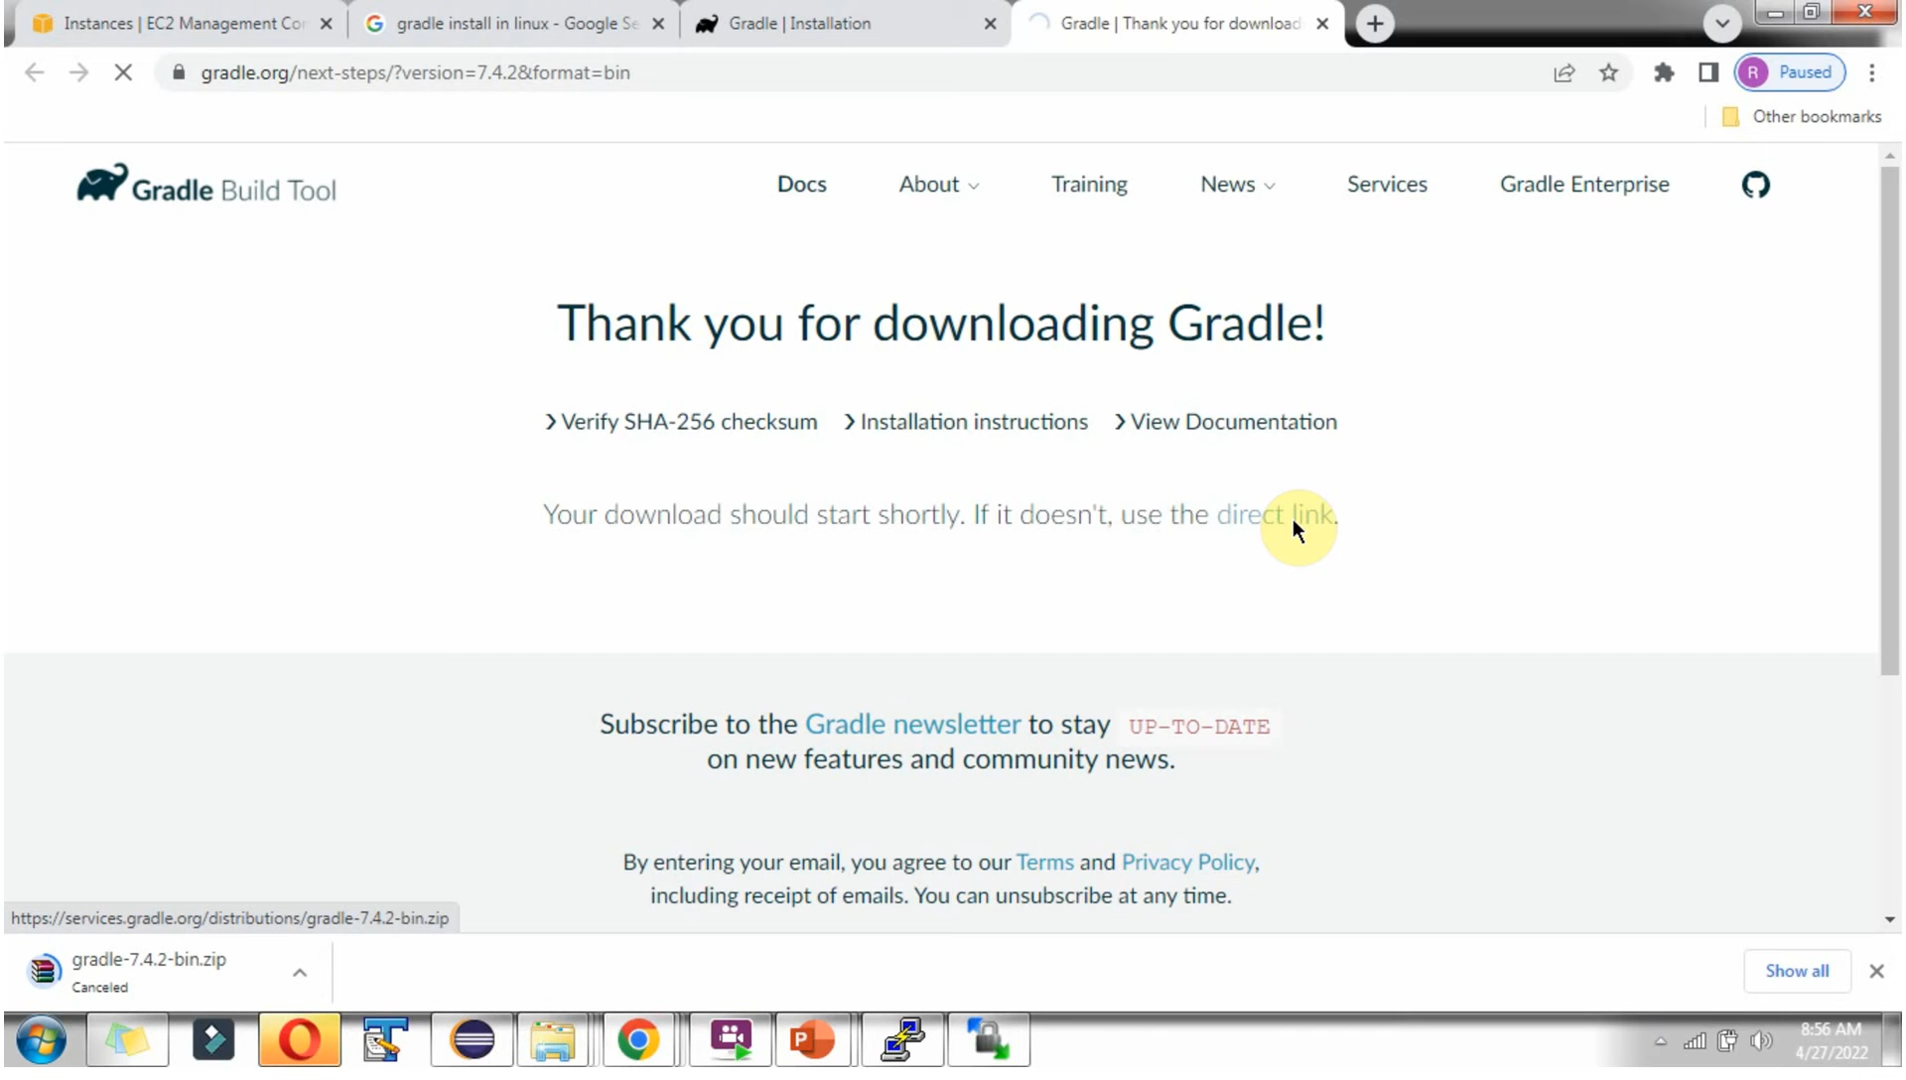 Instances | EC2 Management Con
gradle install in linux - Google Se
Gradle | Installation
Gradle | Thank you for download
gradle.org/next-steps/?version=7.4.2&format=bin
R Paused
Other bookmarks
Gradle Build Tool
Docs
About
Training
News
Services
Gradle Enterprise
Thank you for downloading Gradle!
Verify SHA-256 checksum
Installation instructions
View Documentation
Your download should start shortly. If it doesn't, use the direct link.
Subscribe to the Gradle newsletter to stay UP-TO-DATE
on new features and community news.
By entering your email, you agree to our Terms and Privacy Policy,
including receipt of emails. You can unsubscribe at any time.
https://services.gradle.org/distributions/gradle-7.4.2-bin.zip
gradle-7.4.2-bin.zip
Canceled
Show all
8:56 AM
4/27/2022